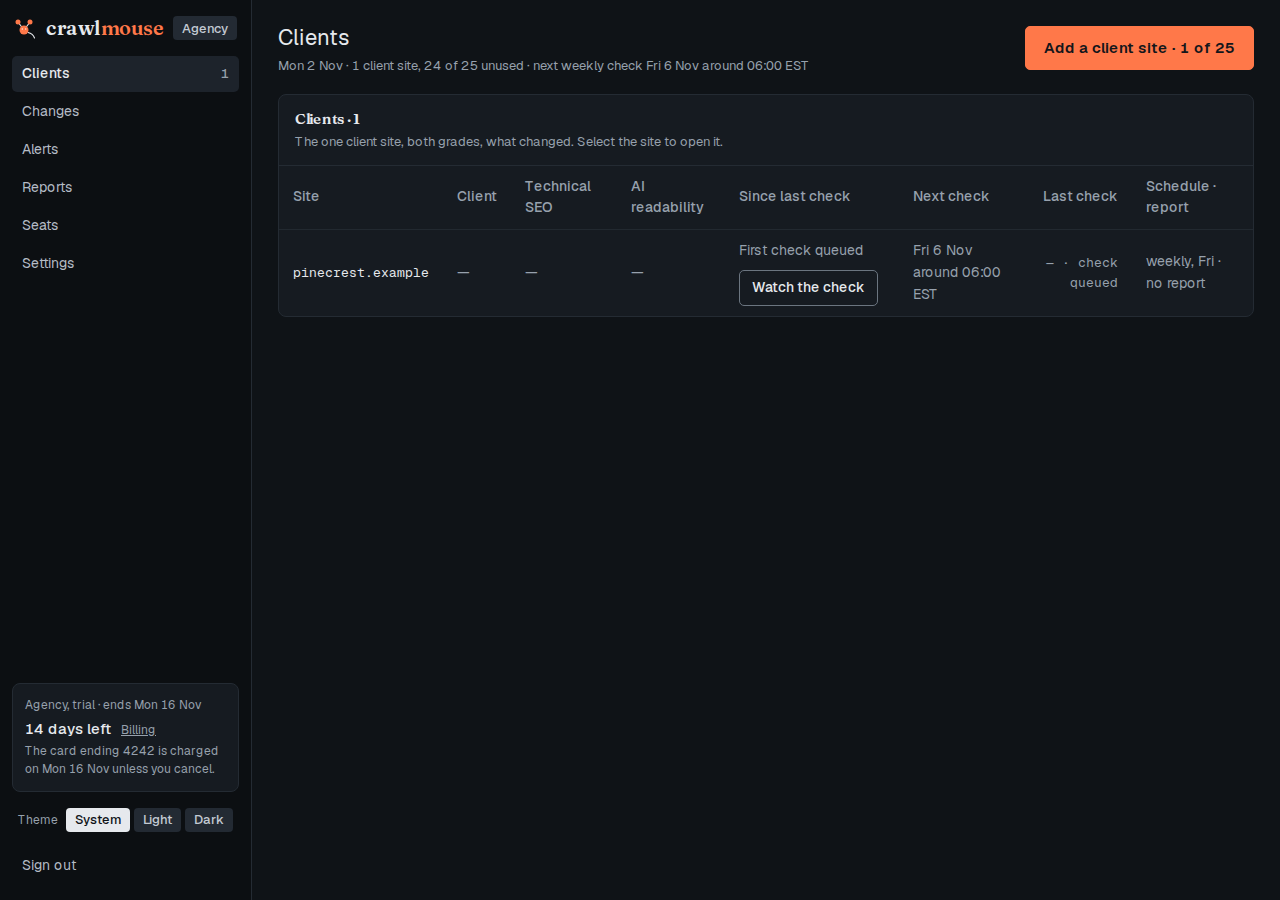 crawlmouse Agency
Clients 1
Changes
Alerts
Reports
Seats
Settings
Agency, trial · ends Mon 16 Nov
14 days left Billing
The card ending 4242 is charged
on Mon 16 Nov unless you cancel.
Theme System Light Dark
Sign out
Clients
Mon 2 Nov · 1 client site, 24 of 25 unused · next weekly check Fri 6 Nov around 06:00 EST
Add a client site · 1 of 25
Clients · 1
The one client site, both grades, what changed. Select the site to open it.
Site
Client
Technical
SEO
AI
readability
Since last check
Next check
Last check
Schedule ·
report
pinecrest.example
—
—
—
First check queued
Watch the check
Fri 6 Nov
around 06:00
EST
— · check
queued
weekly, Fri ·
no report